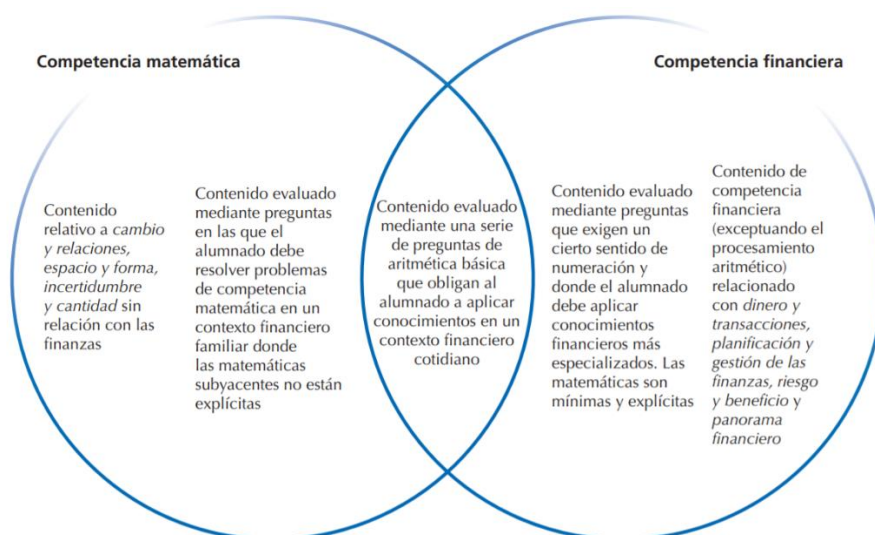 Competencia matemática
Competencia financiera
Contenido
relativo a cambio
y relaciones,
espacio y forma,
incertidumbre
y cantidad sin
relación con las
finanzas
Contenido evaluado
mediante preguntas
en las que el
alumnado debe
resolver problemas
de competencia
matemática en un
contexto financiero
familiar donde
las matemáticas
subyacentes no están
explícitas
Contenido evaluado
mediante una serie
de preguntas de
aritmética básica
que obligan al
alumnado a aplicar
conocimientos en un
contexto financiero
cotidiano
Contenido evaluado
mediante preguntas
que exigen un
cierto sentido de
numeración y
donde el alumnado
debe aplicar
conocimientos
financieros más
especializados. Las
matemáticas son
mínimas y explícitas
Contenido de
competencia
financiera
(exceptuando el
procesamiento
aritmético)
relacionado
con dinero y
transacciones,
planificación y
gestión de las
finanzas, riesgo
y beneficio y
panorama
financiero